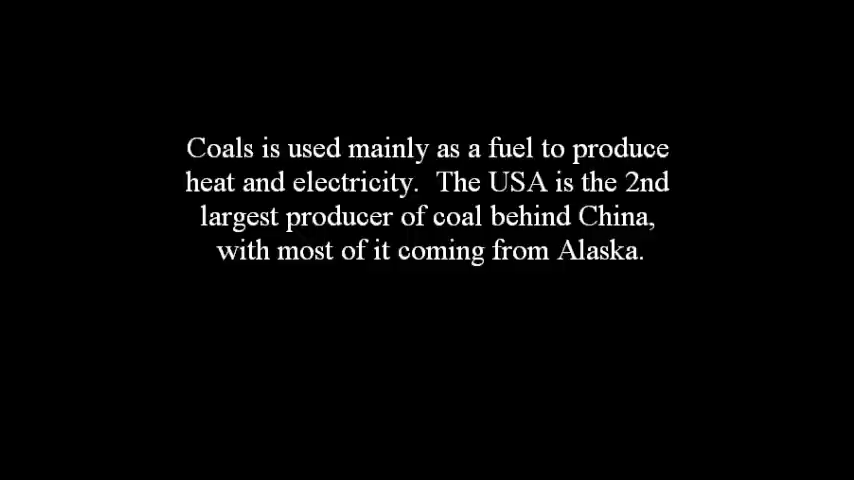 Coals is used mainly as a fuel to produce
heat and electricity.  The USA is the 2nd
largest producer of coal behind China,
with most of it coming from Alaska.